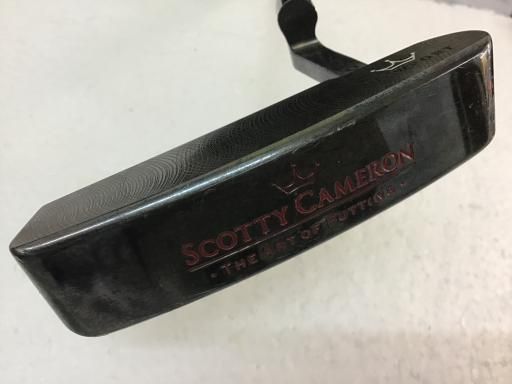 SCOTTY CAMERON
- THE ART OF PUTTING -